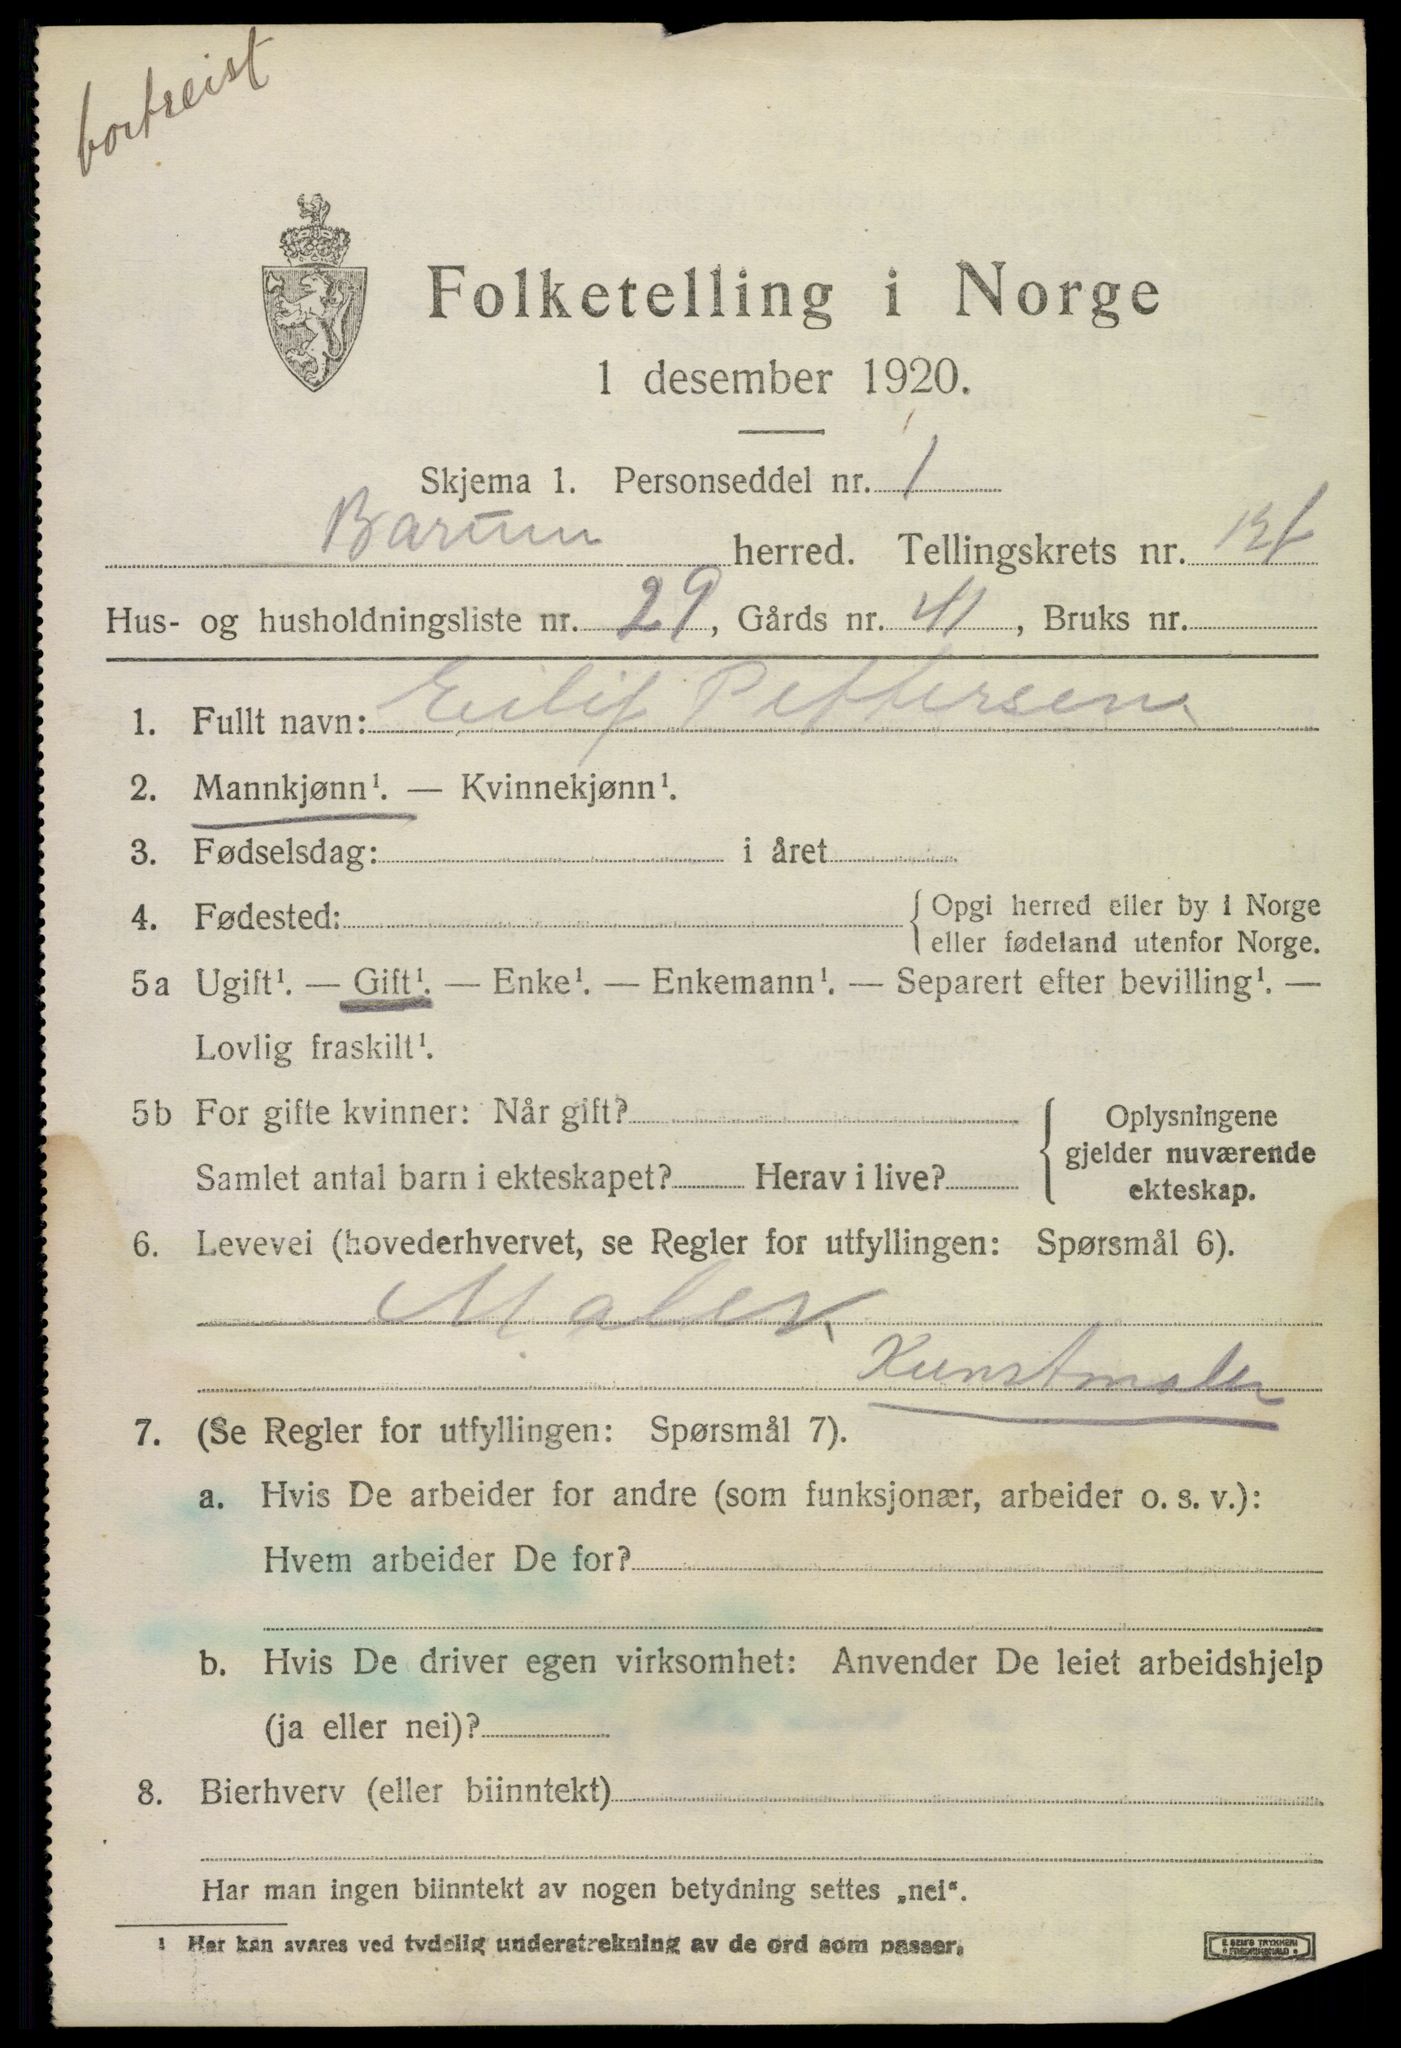 bortreist
Folketelling i Norge
1 desember 1920.
Skjema 1. Personseddel nr. 1
Barum herred. Tellingskrets nr.
Hus- og husholdningsliste nr. 29, Gårds nr. 41, Bruks nr.
1. Fullt navn: Eilif Pettersen
2. Mannkjønn¹. — Kvinnekjønn¹.
3. Fødselsdag: i året
4. Fødested: { Opgi herred eller by i Norge
eller fødeland utenfor Norge.
5a Ugift¹. — Gift¹. — Enke¹. — Enkemann¹. — Separert efter bevilling¹. —
Lovlig fraskilt¹.
5b For gifte kvinner: Når gift?
Samlet antal barn i ekteskapet? Herav i live?
{ Oplysningene
gjelder nuværende
ekteskap.
6. Levevei (hovederhvervet, se Regler for utfyllingen: Spørsmål 6).
Maler
Kunstmaler
7. (Se Regler for utfyllingen: Spørsmål 7).
a. Hvis De arbeider for andre (som funksjonær, arbeider o. s. v.):
Hvem arbeider De for?
b. Hvis De driver egen virksomhet: Anvender De leiet arbeidshjelp
(ja eller nei)?
8. Bierhverv (eller biinntekt)
Har man ingen biinntekt av nogen betydning settes „nei“.
¹ Her kan svares ved tydelig understrekning av de ord som passer.
E. SEM'S TRYKKERI
FREDRIKSHALD